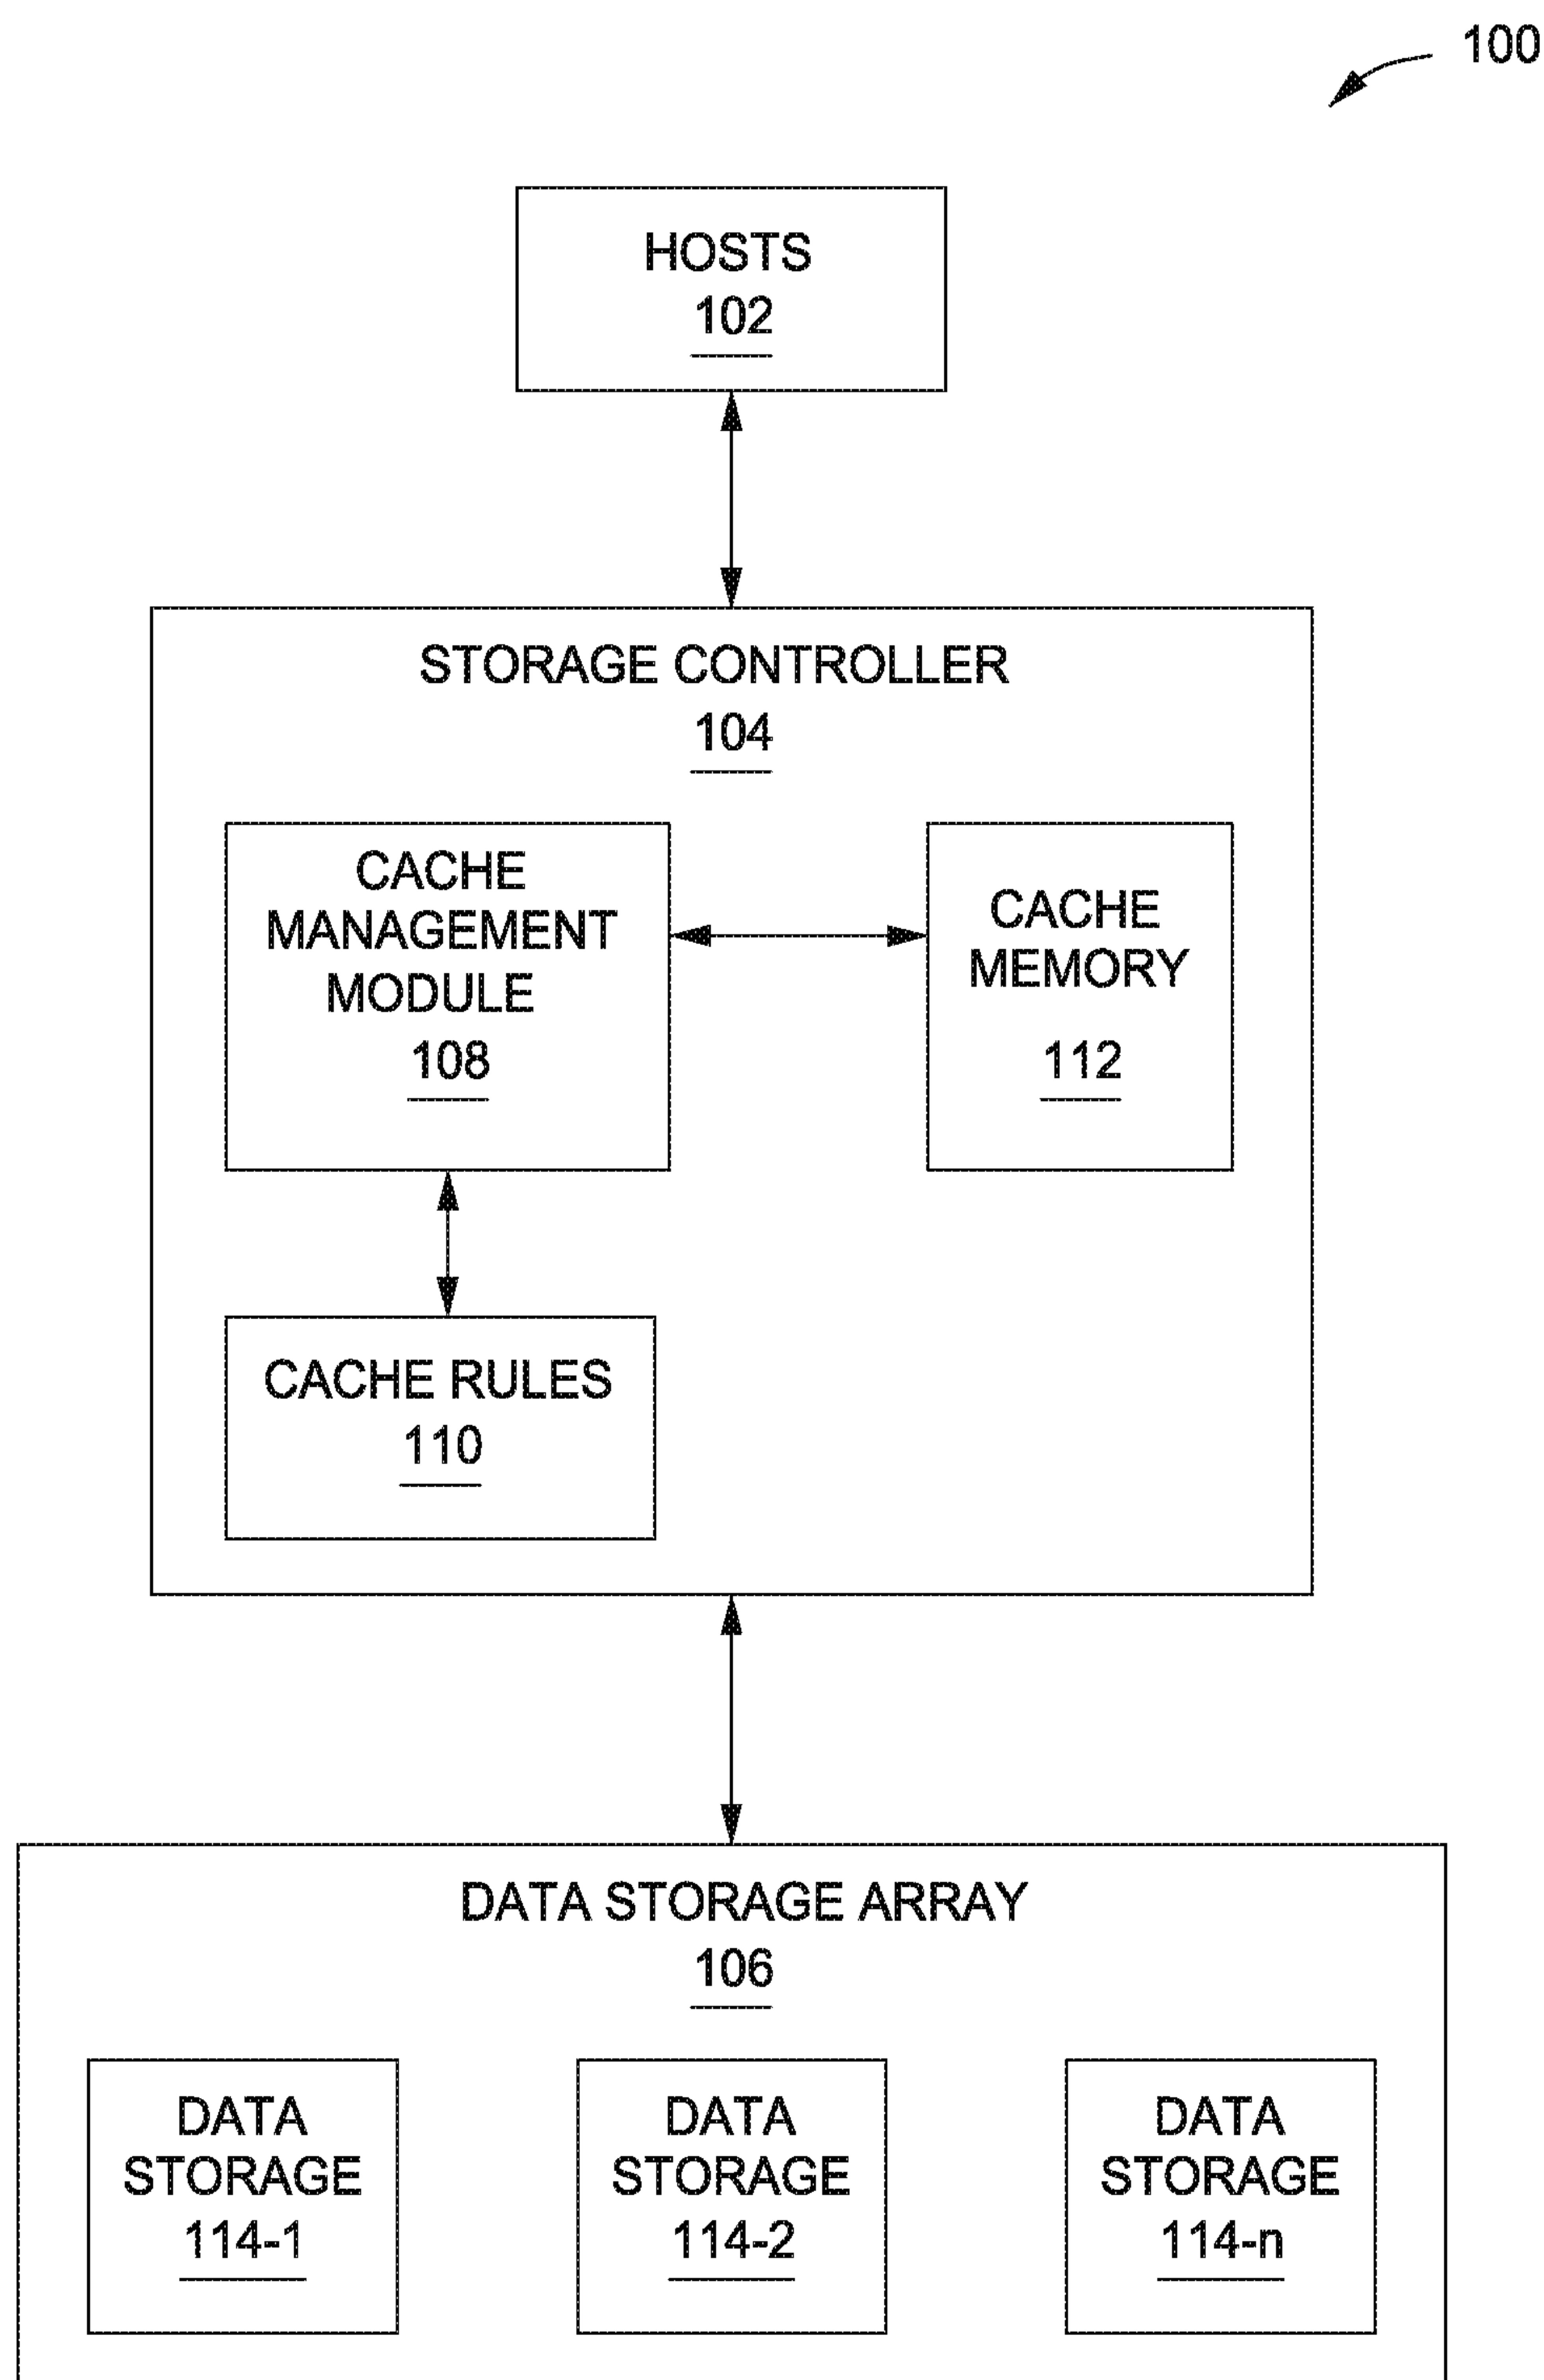 100
HOSTS
102
STORAGE CONTROLLER
104
CACHE
MANAGEMENT
MODULE
108
CACHE
MEMORY
112
CACHE RULES
110
DATA STORAGE ARRAY
106
DATA
STORAGE
114-1
DATA
STORAGE
114-2
DATA
STORAGE
114-n